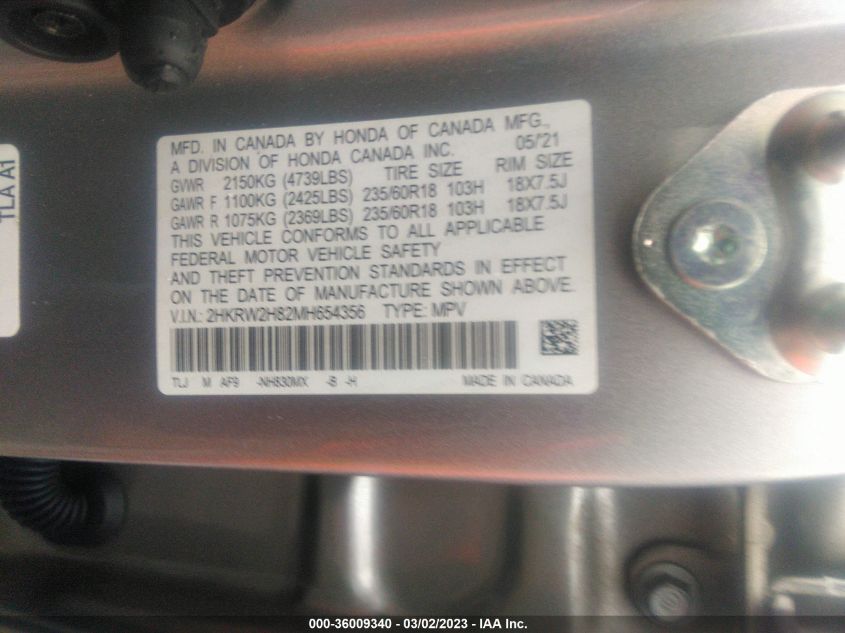 MFD. IN CANADA BY HONDA OF CANADA MFG.,
A DIVISION OF HONDA CANADA INC. 05/'21
GVWR 2150KG (4739LBS) TIRE SIZE RIM SIZE
GAWR F 1100KG (2425LBS) 235/60R18 103H 18X7.5J
GAWR R 1075KG (2369LBS) 235/60R18 103H 18X7.5J
THIS VEHICLE CONFORMS TO ALL APPLICABLE
FEDERAL MOTOR VEHICLE SAFETY
AND THEFT PREVENTION STANDARDS IN EFFECT
ON THE DATE OF MANUFACTURE SHOWN ABOVE.
V.I.N.: 2HKRW2H82MH654356 TYPE: MPV
TLJ M AF9 -NH830MX -B -H MADE IN CANADA
TLA A1
000-36009340 - 03/02/2023 - IAA Inc.